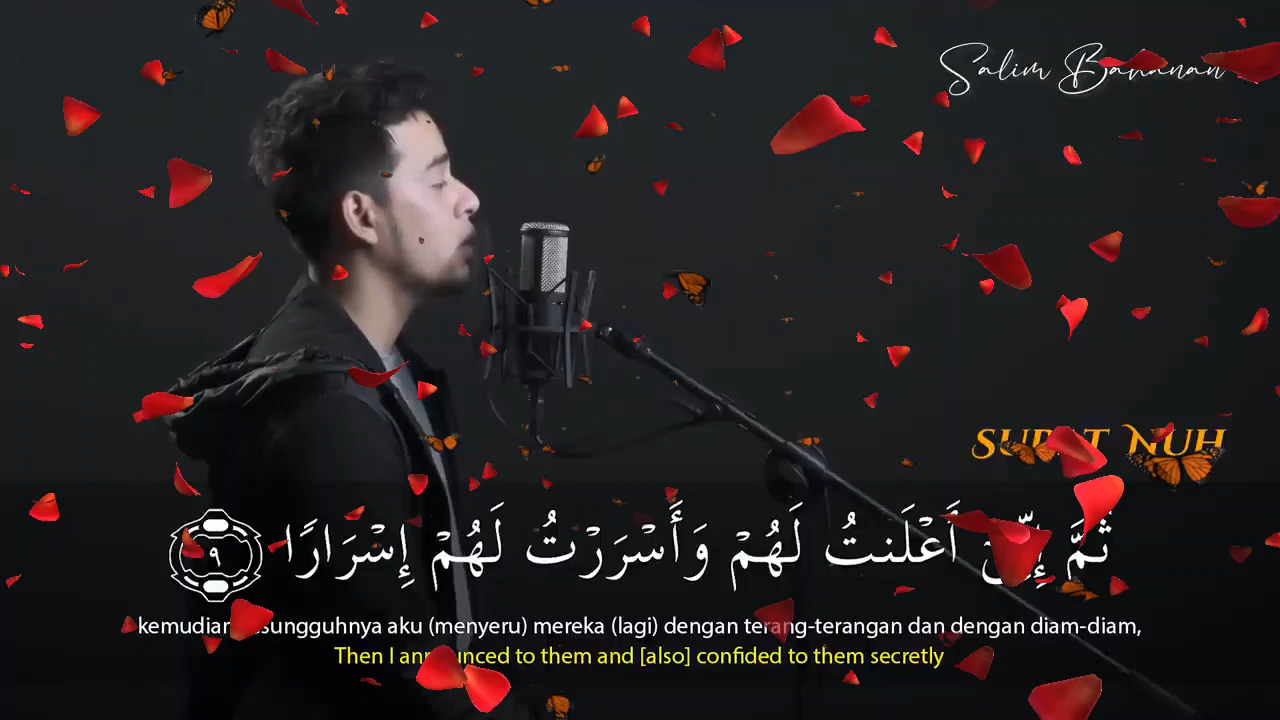 Salim Bahanan
SURAT NUH
ثُمَّ إِنِّي أَعْلَنتُ لَهُمْ وَأَسْرَرْتُ لَهُمْ إِسْرَارًا ٩
kemudian sesungguhnya aku (menyeru) mereka (lagi) dengan terang-terangan dan dengan diam-diam,
Then I announced to them and [also] confided to them secretly